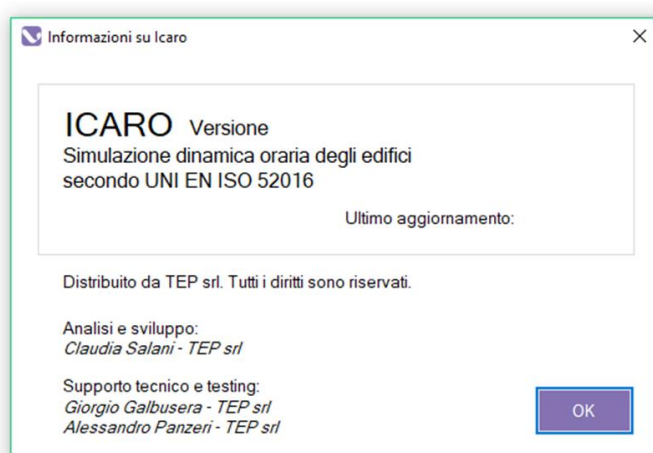 Informazioni su Icaro
ICARO Versione
Simulazione dinamica oraria degli edifici
secondo UNI EN ISO 52016
Ultimo aggiornamento:
Distribuito da TEP srl. Tutti i diritti sono riservati.
Analisi e sviluppo:
Claudia Salani - TEP srl
Supporto tecnico e testing:
Giorgio Galbusera - TEP srl
Alessandro Panzeri - TEP srl
OK